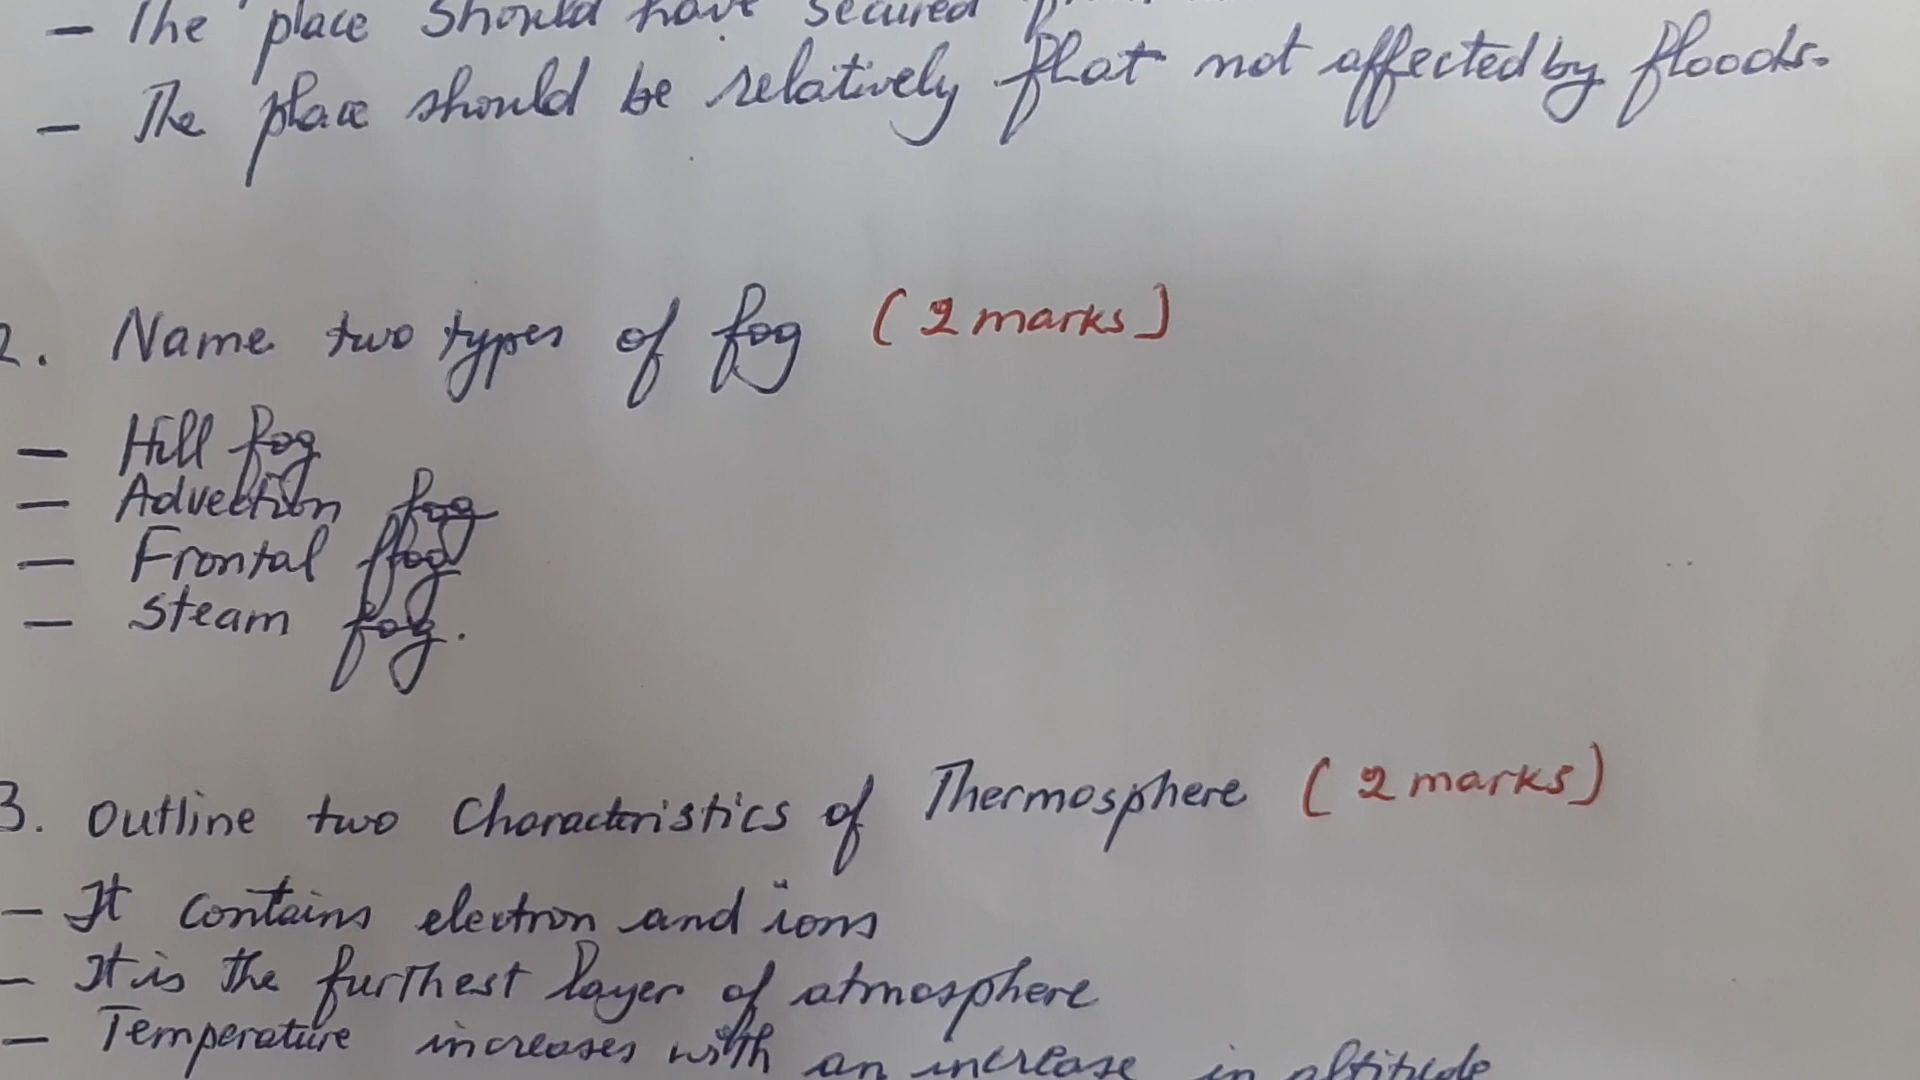 - The place should have secured
- The place should be relatively flat not affected by floods.
2. Name two types of fog (2 marks)
- Hill fog
- Advection fog
- Frontal fog
- Steam fog.
3. Outline two Characteristics of Thermosphere (2 marks)
- It contains electron and ions
- It is the furthest layer of atmosphere
- Temperature increases with an increase in altitude